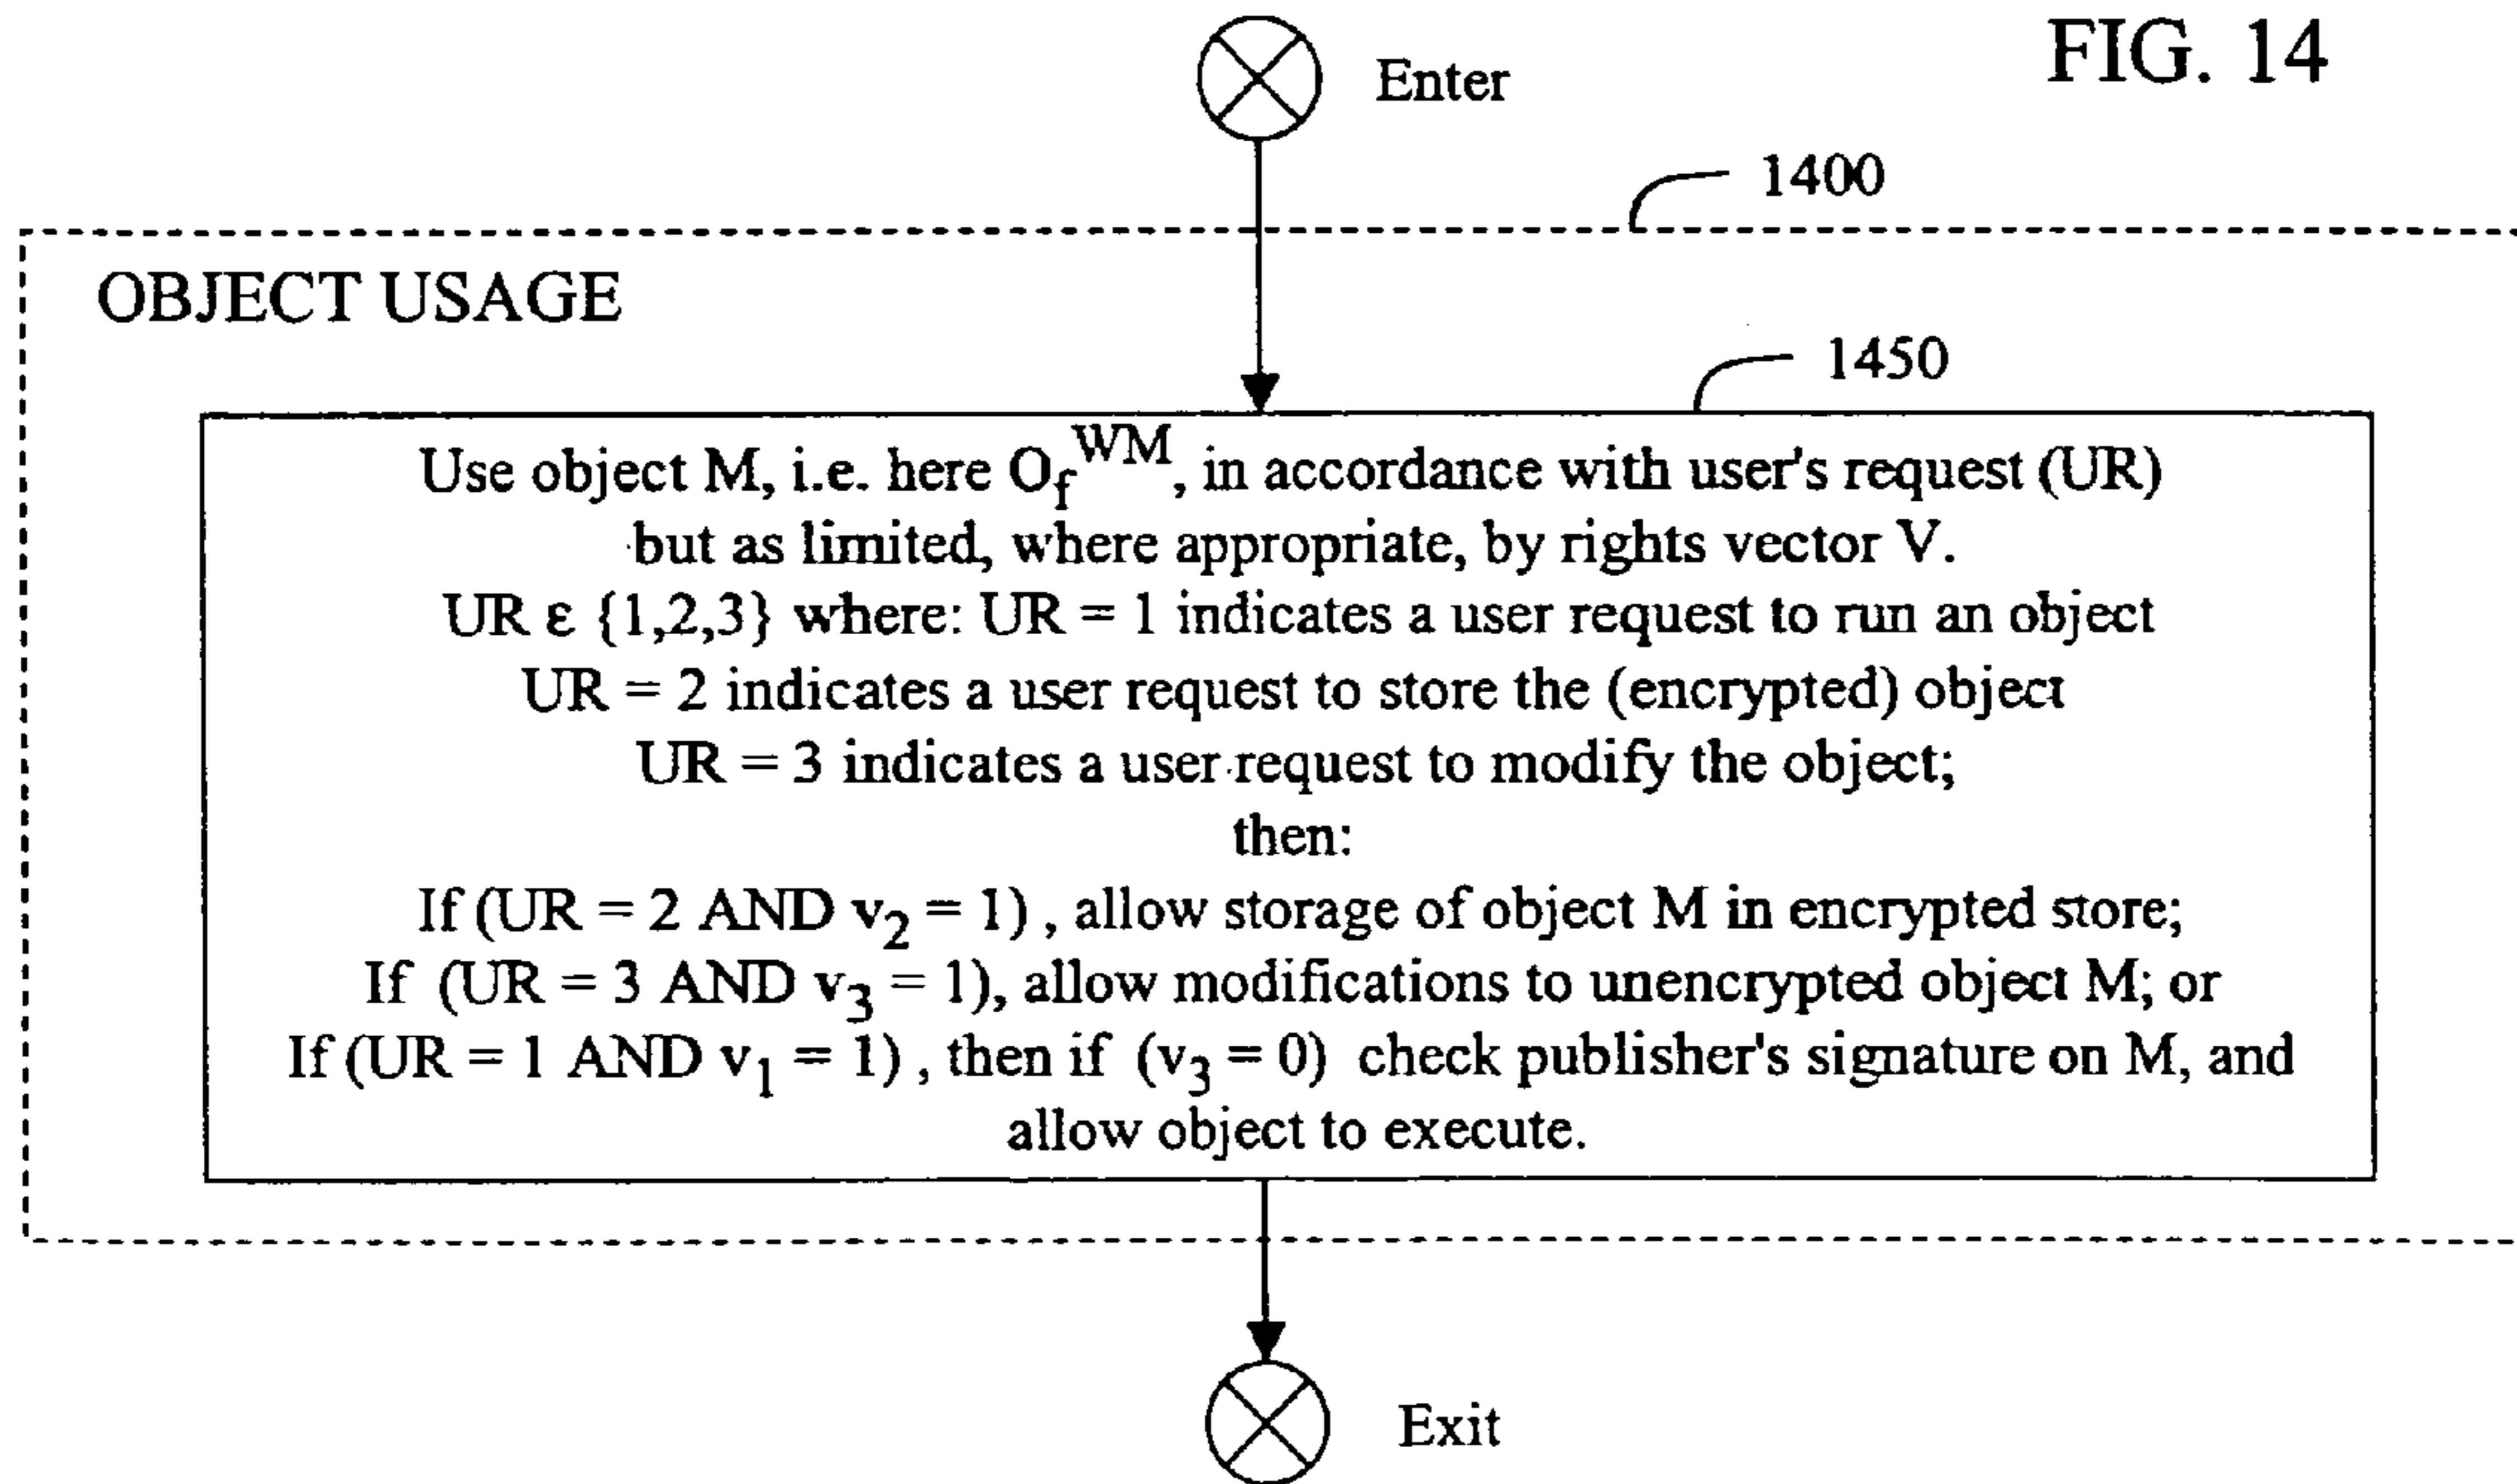 FIG. 14
Enter
1400
OBJECT USAGE
1450
Use object M, i.e. here O_f^WM, in accordance with user's request (UR)
but as limited, where appropriate, by rights vector V.
UR ε {1,2,3} where: UR = 1 indicates a user request to run an object
UR = 2 indicates a user request to store the (encrypted) object
UR = 3 indicates a user request to modify the object;
then:
If (UR = 2 AND v₂ = 1), allow storage of object M in encrypted store;
If (UR = 3 AND v₃ = 1), allow modifications to unencrypted object M; or
If (UR = 1 AND v₁ = 1), then if (v₃ = 0) check publisher's signature on M, and
allow object to execute.
Exit